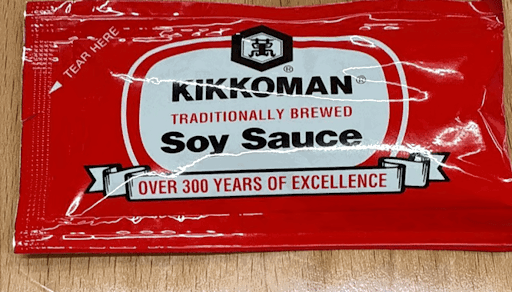 TEAR HERE
KIKKOMAN®
TRADITIONALLY BREWED
Soy Sauce
OVER 300 YEARS OF EXCELLENCE